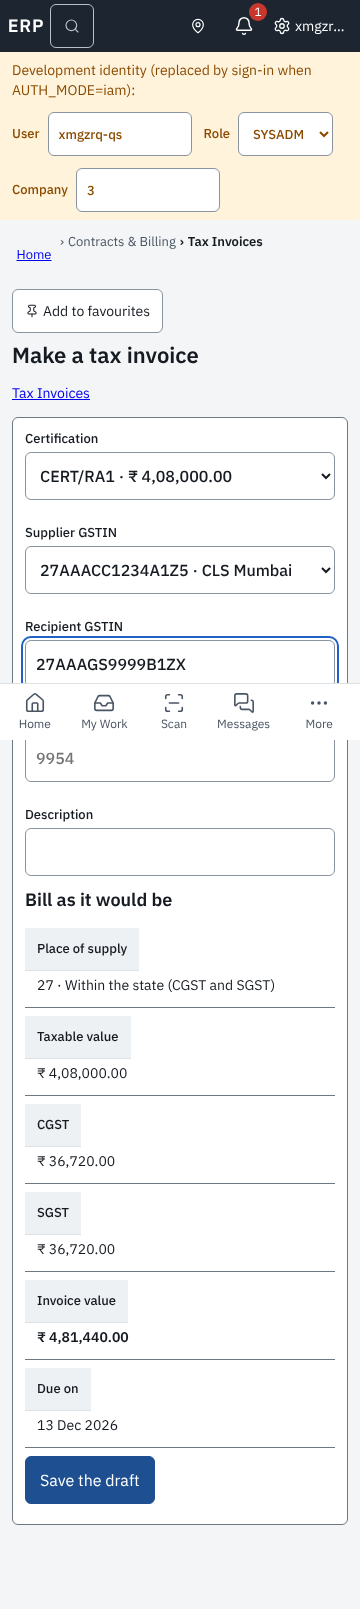 ERP
1
xmgzr...
Development identity (replaced by sign-in when
AUTH_MODE=iam):
User
xmgzrq-qs
Role
SYSADM
Company
3
› Contracts & Billing › Tax Invoices
Home
Add to favourites
Make a tax invoice
Tax Invoices
Certification
CERT/RA1 · ₹ 4,08,000.00
Supplier GSTIN
27AAACC1234A1Z5 · CLS Mumbai
Recipient GSTIN
27AAAGS9999B1ZX
Home
My Work
Scan
Messages
More
9954
Description
Bill as it would be
Place of supply
27 · Within the state (CGST and SGST)
Taxable value
₹ 4,08,000.00
CGST
₹ 36,720.00
SGST
₹ 36,720.00
Invoice value
₹ 4,81,440.00
Due on
13 Dec 2026
Save the draft